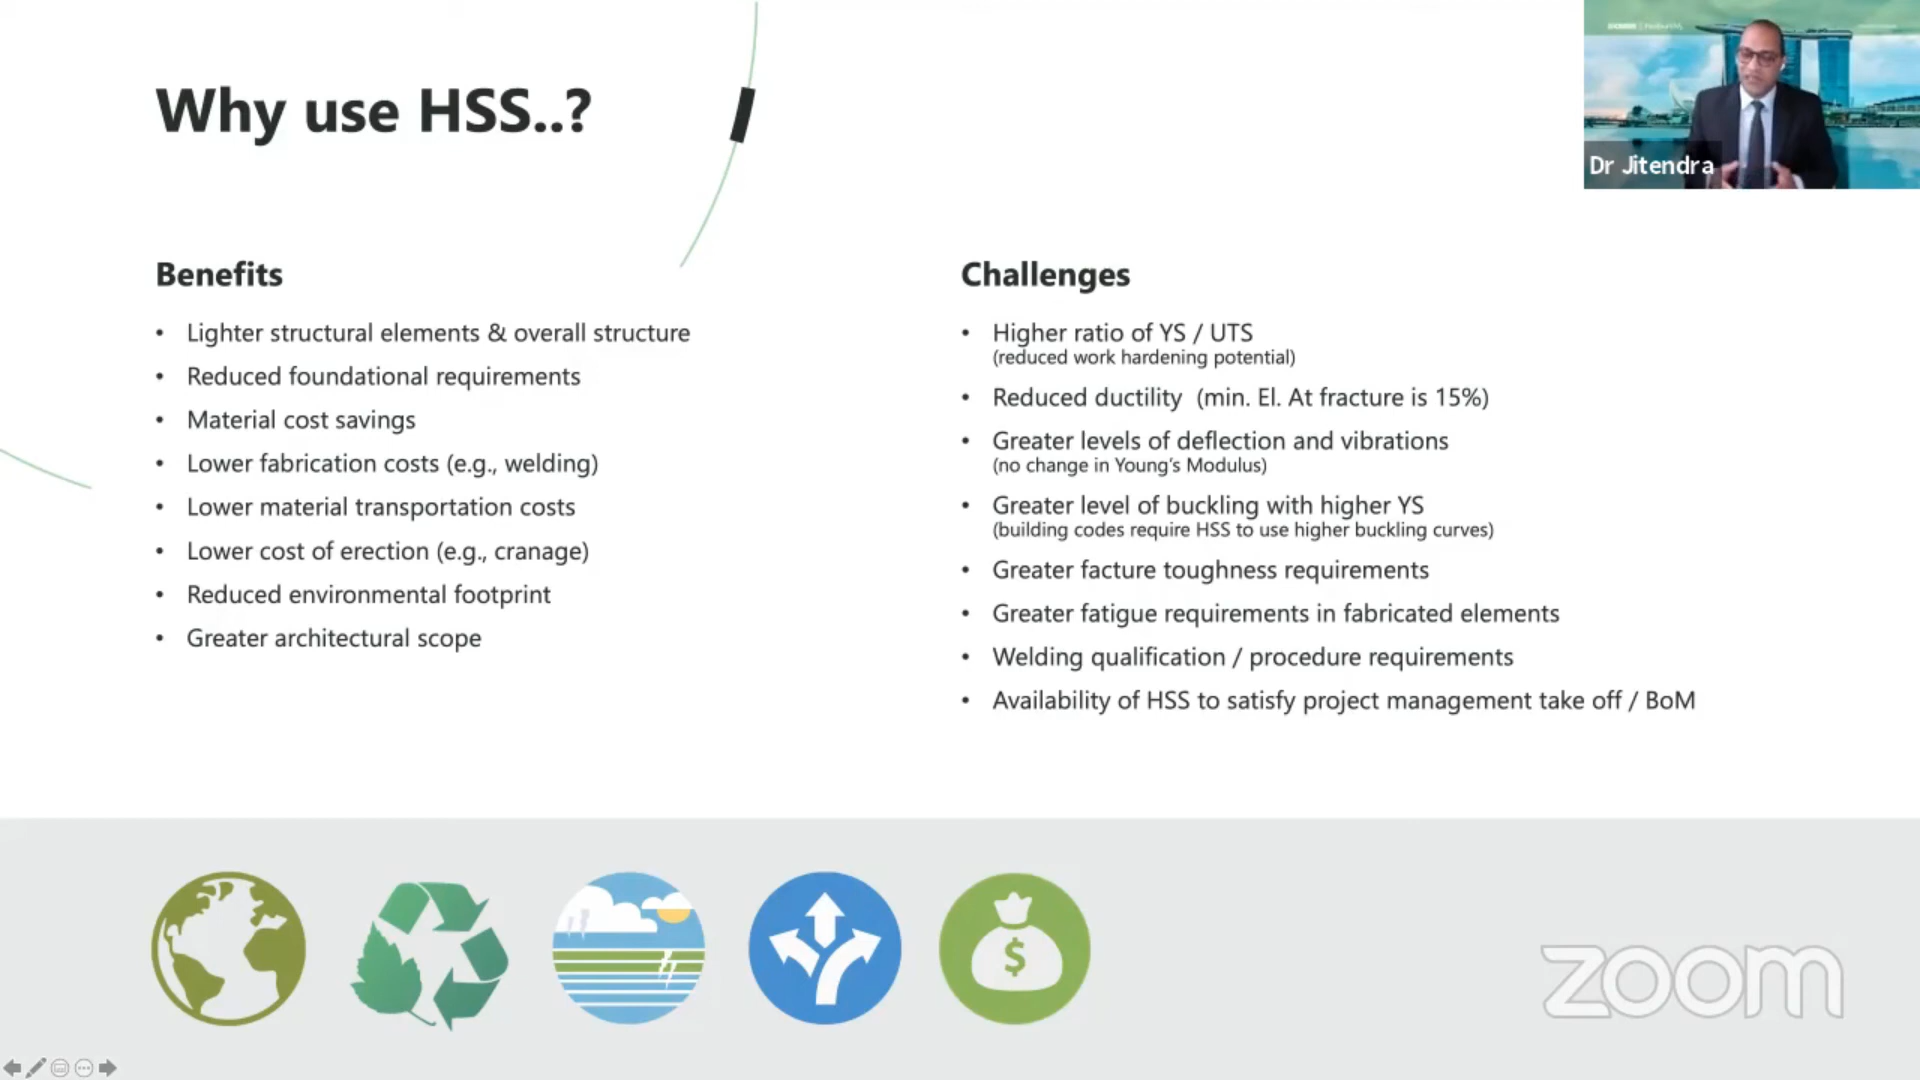 Why use HSS..?
Dr Jitendra
Benefits
• Lighter structural elements & overall structure
• Reduced foundational requirements
• Material cost savings
• Lower fabrication costs (e.g., welding)
• Lower material transportation costs
• Lower cost of erection (e.g., cranage)
• Reduced environmental footprint
• Greater architectural scope
Challenges
• Higher ratio of YS / UTS
(reduced work hardening potential)
• Reduced ductility (min. El. At fracture is 15%)
• Greater levels of deflection and vibrations
(no change in Young's Modulus)
• Greater level of buckling with higher YS
(building codes require HSS to use higher buckling curves)
• Greater facture toughness requirements
• Greater fatigue requirements in fabricated elements
• Welding qualification / procedure requirements
• Availability of HSS to satisfy project management take off / BoM
$
zoom